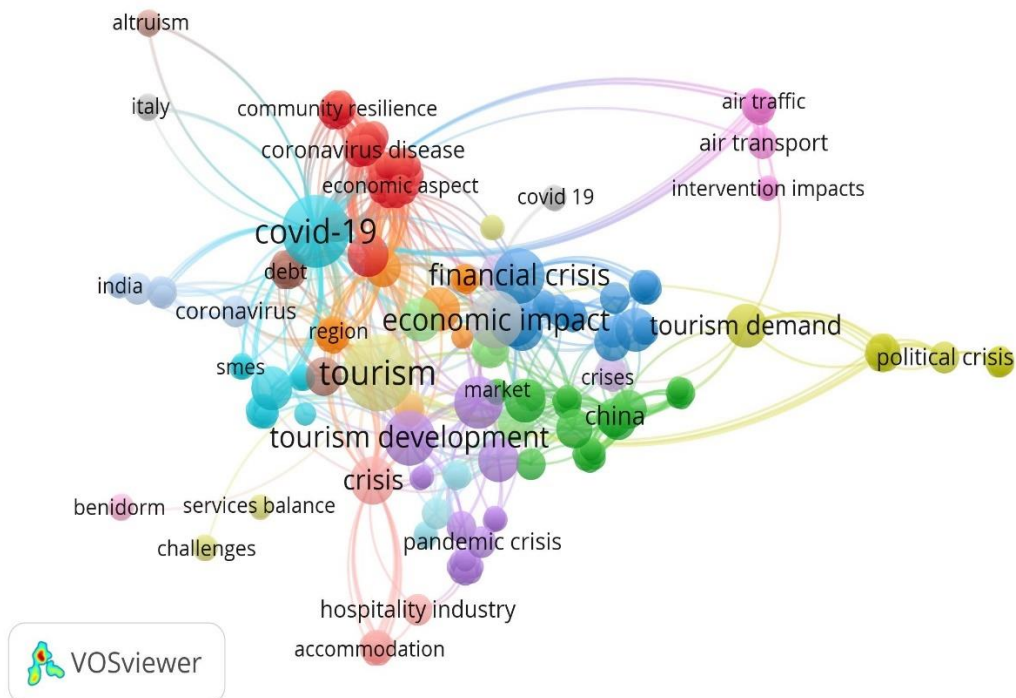 altruism
italy
community resilience
coronavirus disease
economic aspect
air traffic
air transport
intervention impacts
covid 19
covid-19
debt
financial crisis
india
coronavirus
economic impact
tourism demand
region
political crisis
smes
tourism
market
crises
china
tourism development
crisis
benidorm
services balance
challenges
pandemic crisis
hospitality industry
accommodation
VOSviewer